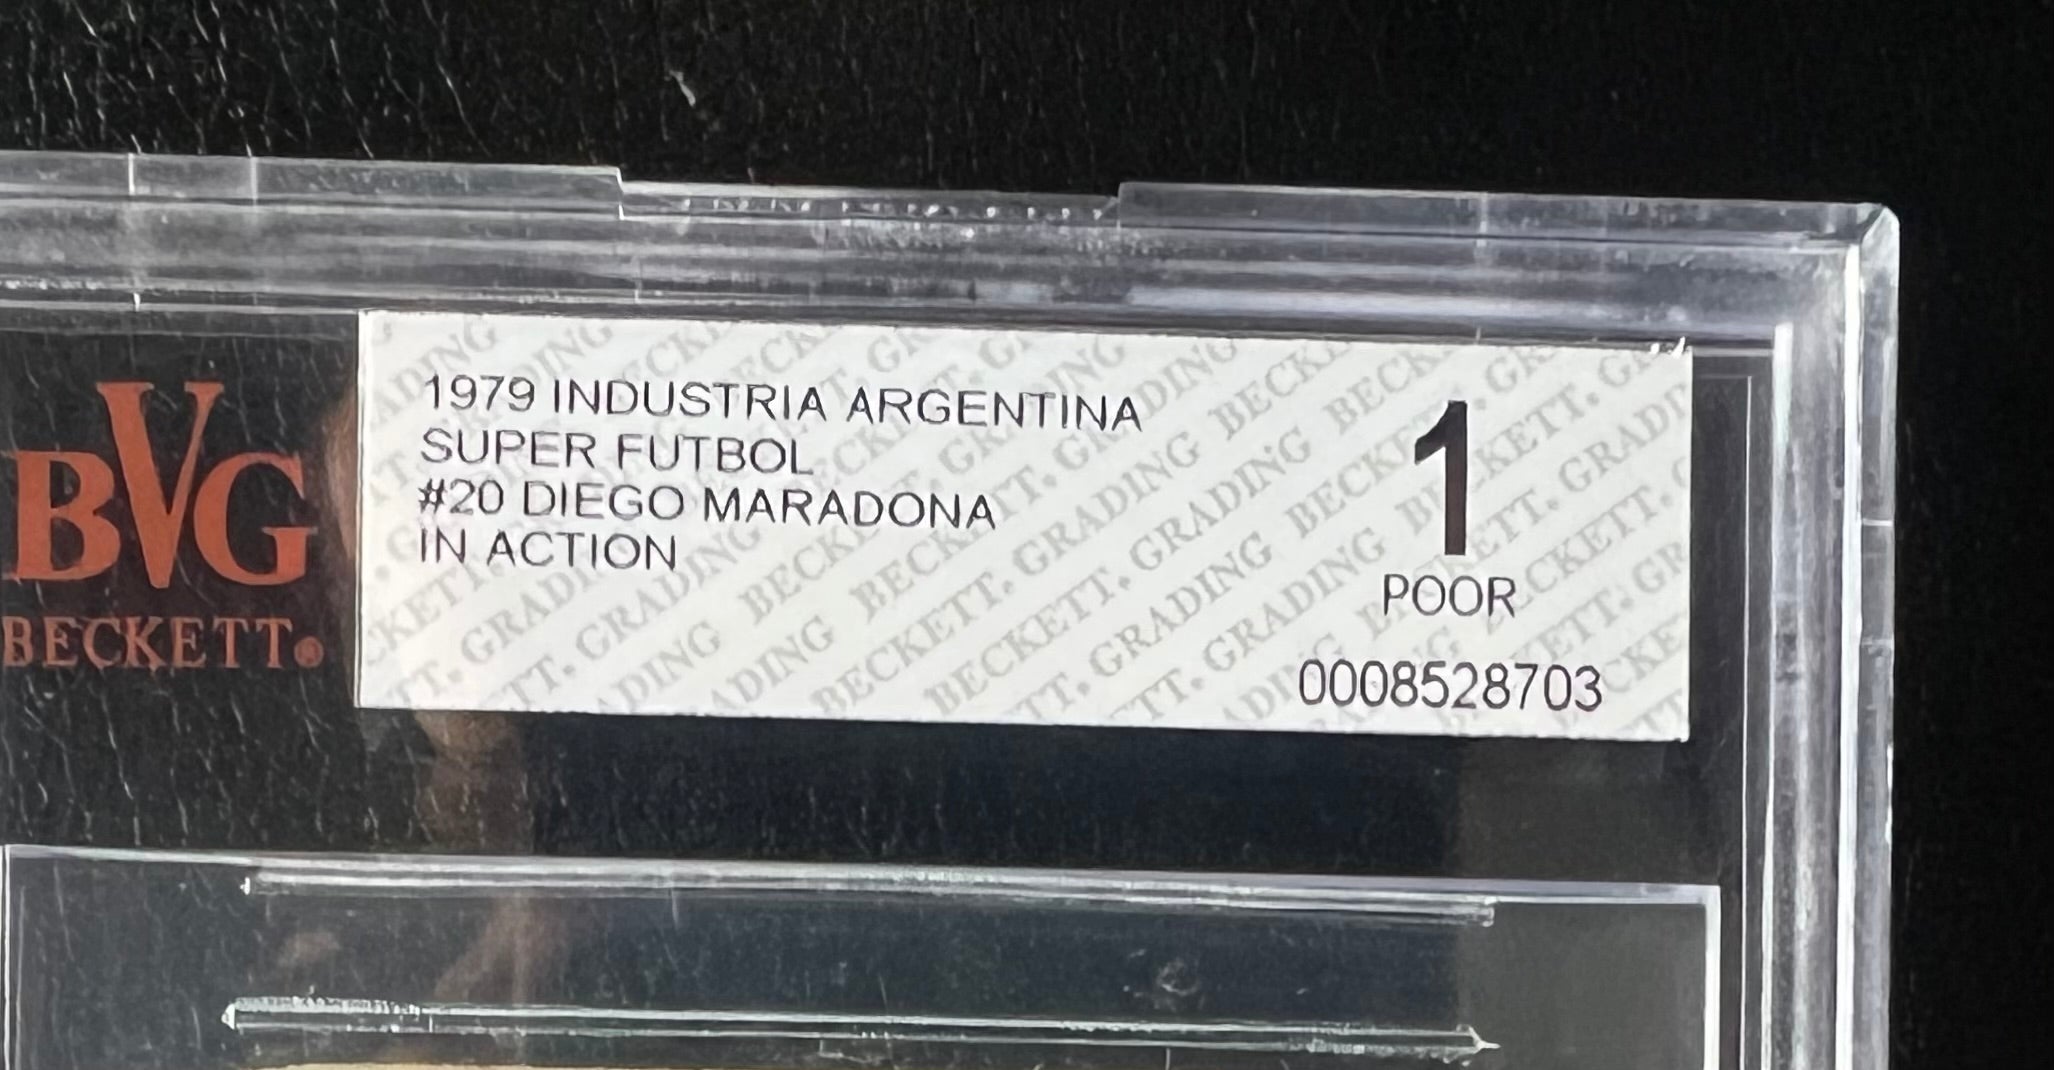 BVG
BECKETT®
1979 INDUSTRIA ARGENTINA
SUPER FUTBOL
#20 DIEGO MARADONA
IN ACTION
1
POOR
0008528703